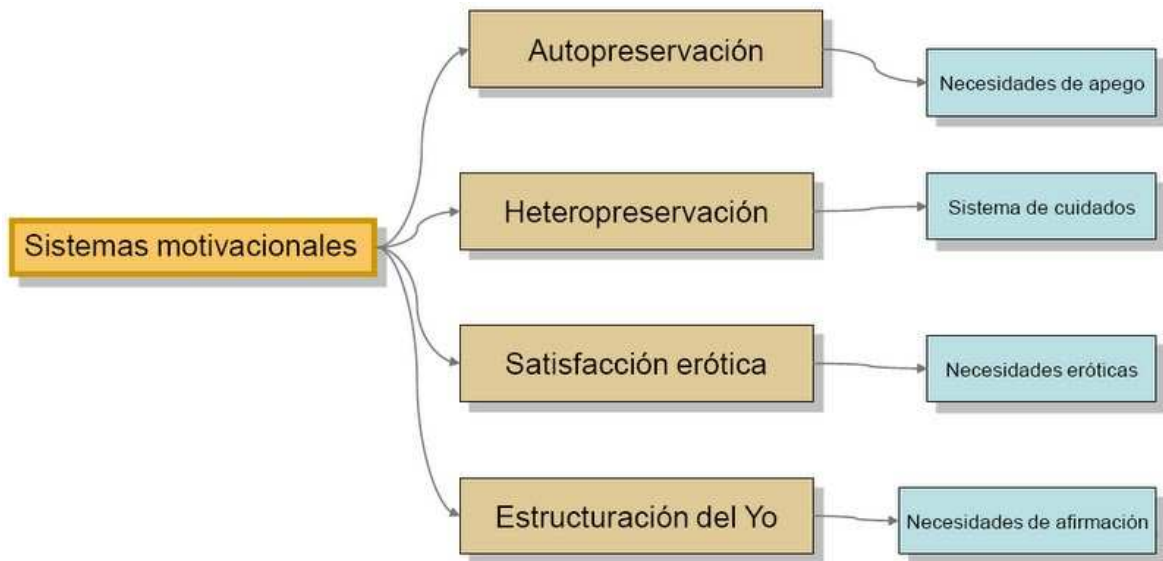 Autopreservación
Necesidades de apego
Heteropreservación
Sistema de cuidados
Sistemas motivacionales
Satisfacción erótica
Necesidades eróticas
Estructuración del Yo
Necesidades de afirmación